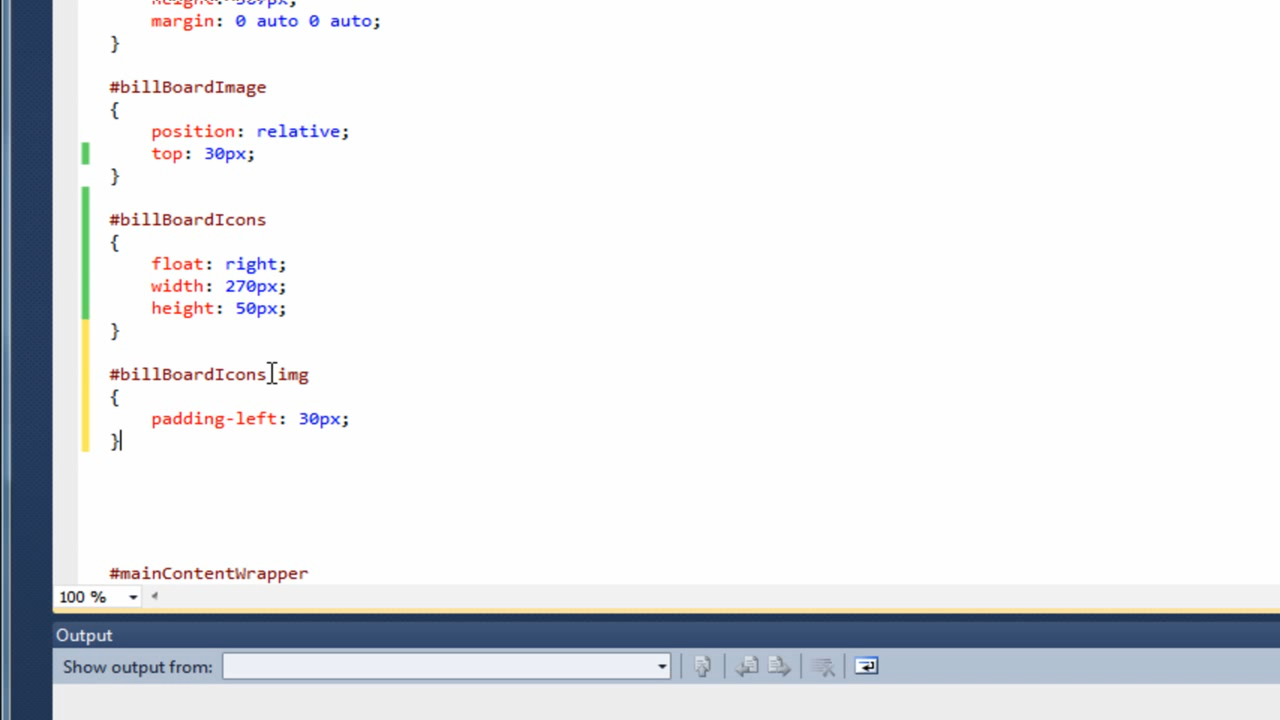 margin: 0 auto 0 auto;
}
#billBoardImage
{
position: relative;
top: 30px;
}
#billBoardIcons
{
float: right;
width: 270px;
height: 50px;
}
#billBoardIcons img
{
padding-left: 30px;
}
#mainContentWrapper
100 %
Output
Show output from: